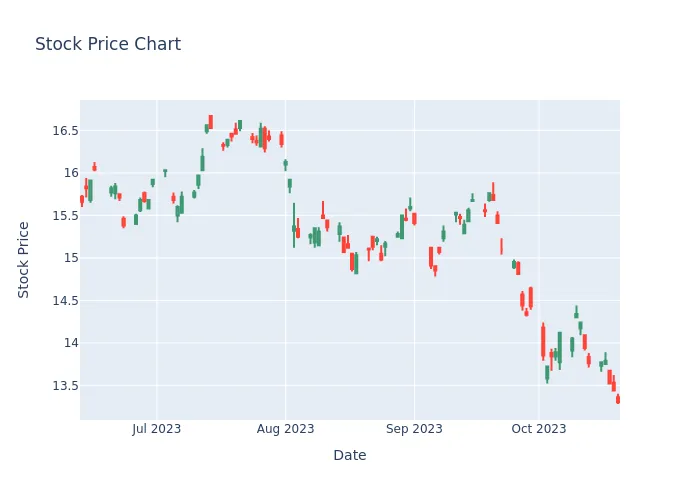 Stock Price Chart
Stock Price
16.5
16
15.5
15
14.5
14
13.5
Jul 2023
Aug 2023
Sep 2023
Oct 2023
Date